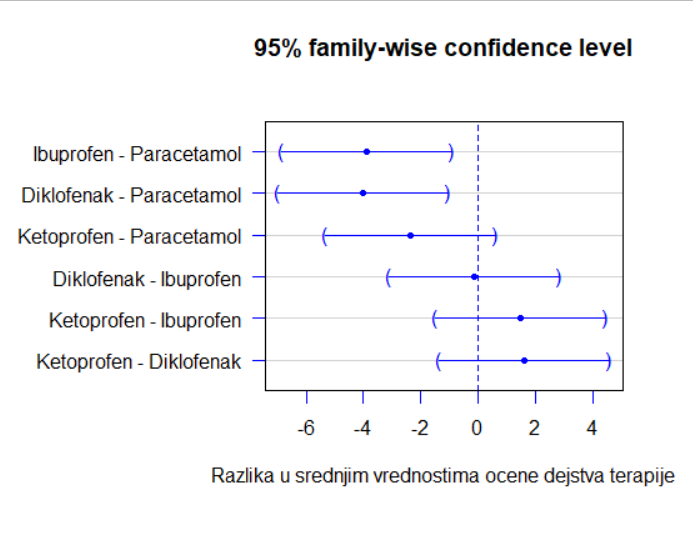 95% family-wise confidence level
Ibuprofen - Paracetamol
Diklofenak - Paracetamol
Ketoprofen - Paracetamol
Diklofenak - Ibuprofen
Ketoprofen - Ibuprofen
Ketoprofen - Diklofenak
-6 -4 -2 0 2 4
Razlika u srednjim vrednostima ocene dejstva terapije